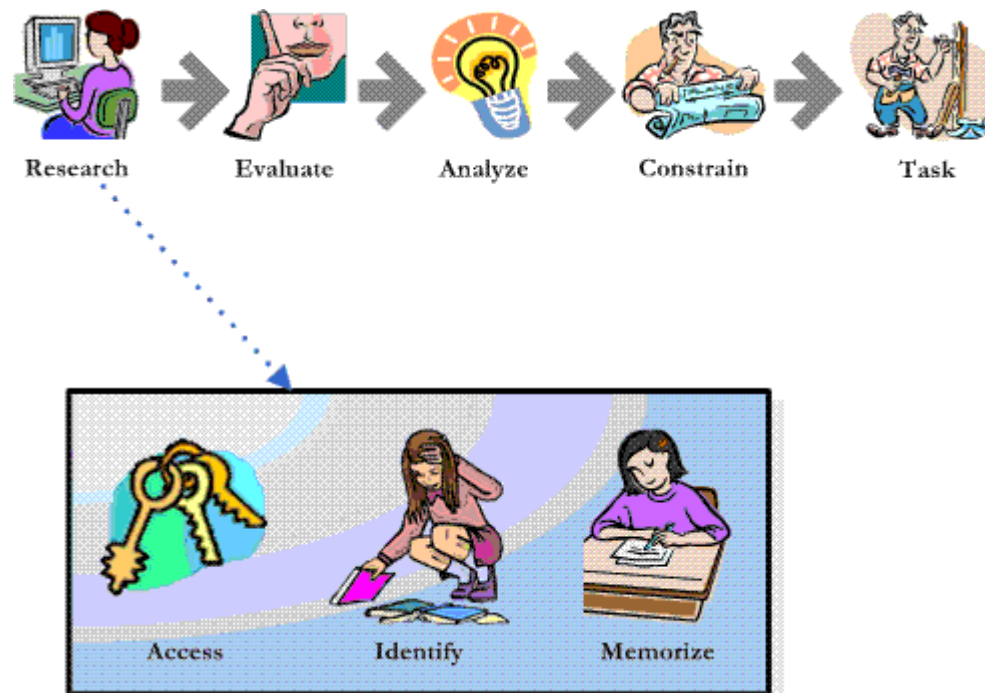 Research Evaluate Analyze Constrain Task
Access Identify Memorize